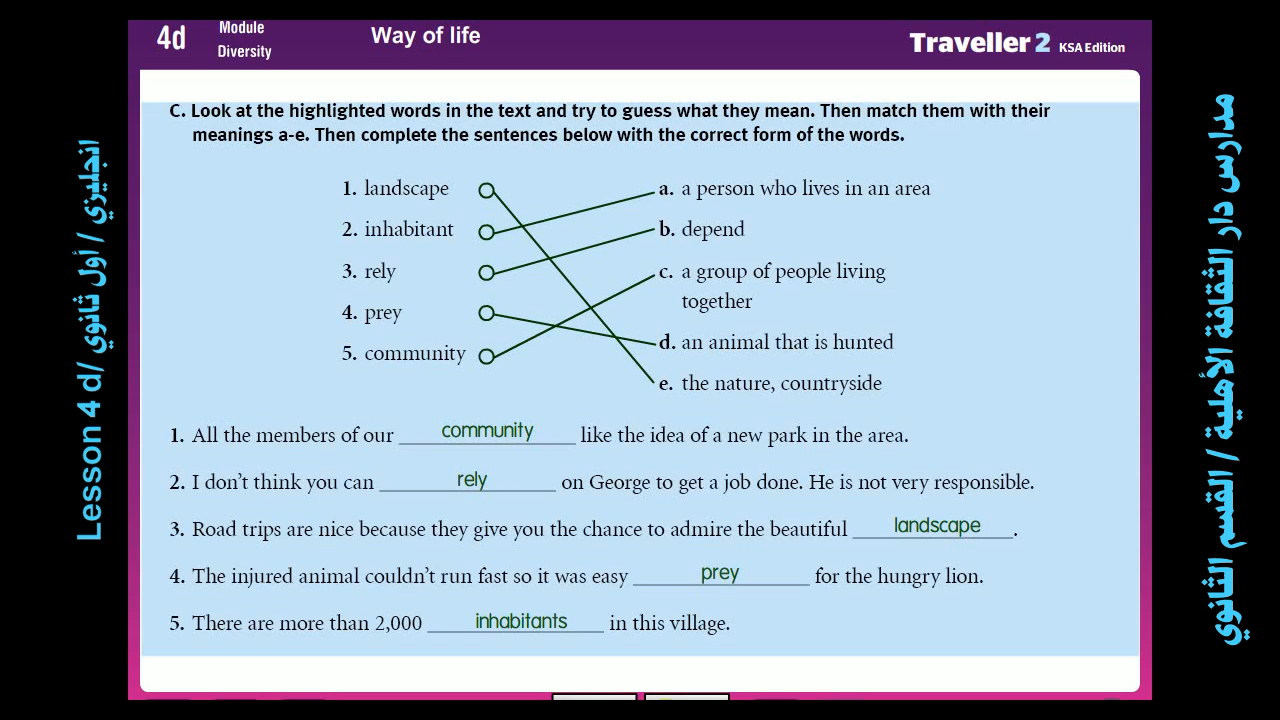 4d
Module
Diversity
Way of life
Traveller 2 KSA Edition
C. Look at the highlighted words in the text and try to guess what they mean. Then match them with their
meanings a-e. Then complete the sentences below with the correct form of the words.
1. landscape
2. inhabitant
3. rely
4. prey
5. community
a. a person who lives in an area
b. depend
c. a group of people living
together
d. an animal that is hunted
e. the nature, countryside
1. All the members of our community like the idea of a new park in the area.
2. I don't think you can rely on George to get a job done. He is not very responsible.
3. Road trips are nice because they give you the chance to admire the beautiful landscape.
4. The injured animal couldn't run fast so it was easy prey for the hungry lion.
5. There are more than 2,000 inhabitants in this village.
انجليزي / أول ثانوي /Lesson 4 d
مدارس دار الثقافة الأهلية / القسم الثانوي